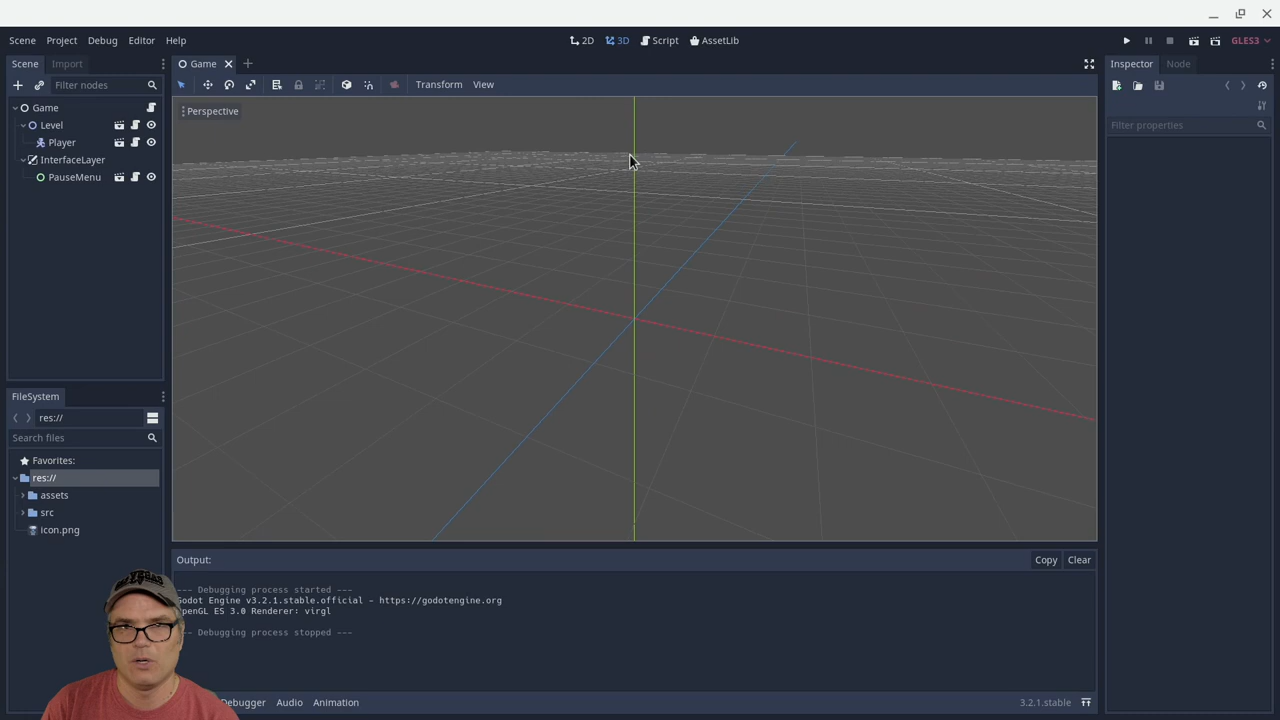 Scene Project Debug Editor Help
2D 3D Script AssetLib
GLES3
Scene Import
Filter nodes
Game
Level
Player
InterfaceLayer
PauseMenu
FileSystem
res://
Search files
Favorites:
res://
assets
src
icon.png
Game
Transform View
Perspective
Output:
Copy Clear
--- Debugging process started ---
Godot Engine v3.2.1.stable.official - https://godotengine.org
OpenGL ES 3.0 Renderer: virgl
--- Debugging process stopped ---
Debugger Audio Animation
3.2.1.stable
Inspector Node
Filter properties